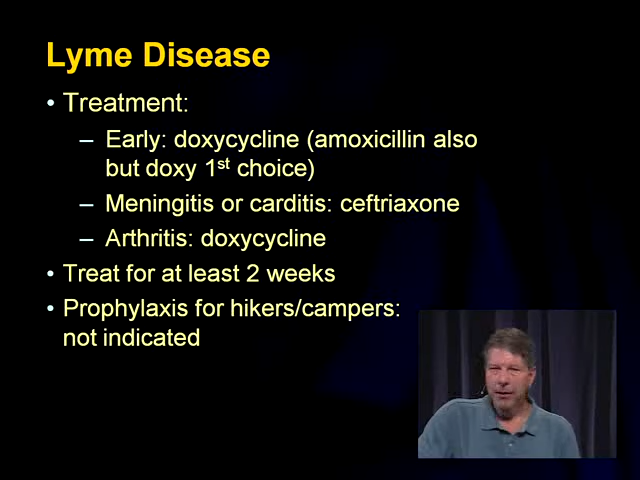 Lyme Disease
• Treatment:
– Early: doxycycline (amoxicillin also
but doxy 1st choice)
– Meningitis or carditis: ceftriaxone
– Arthritis: doxycycline
• Treat for at least 2 weeks
• Prophylaxis for hikers/campers:
not indicated